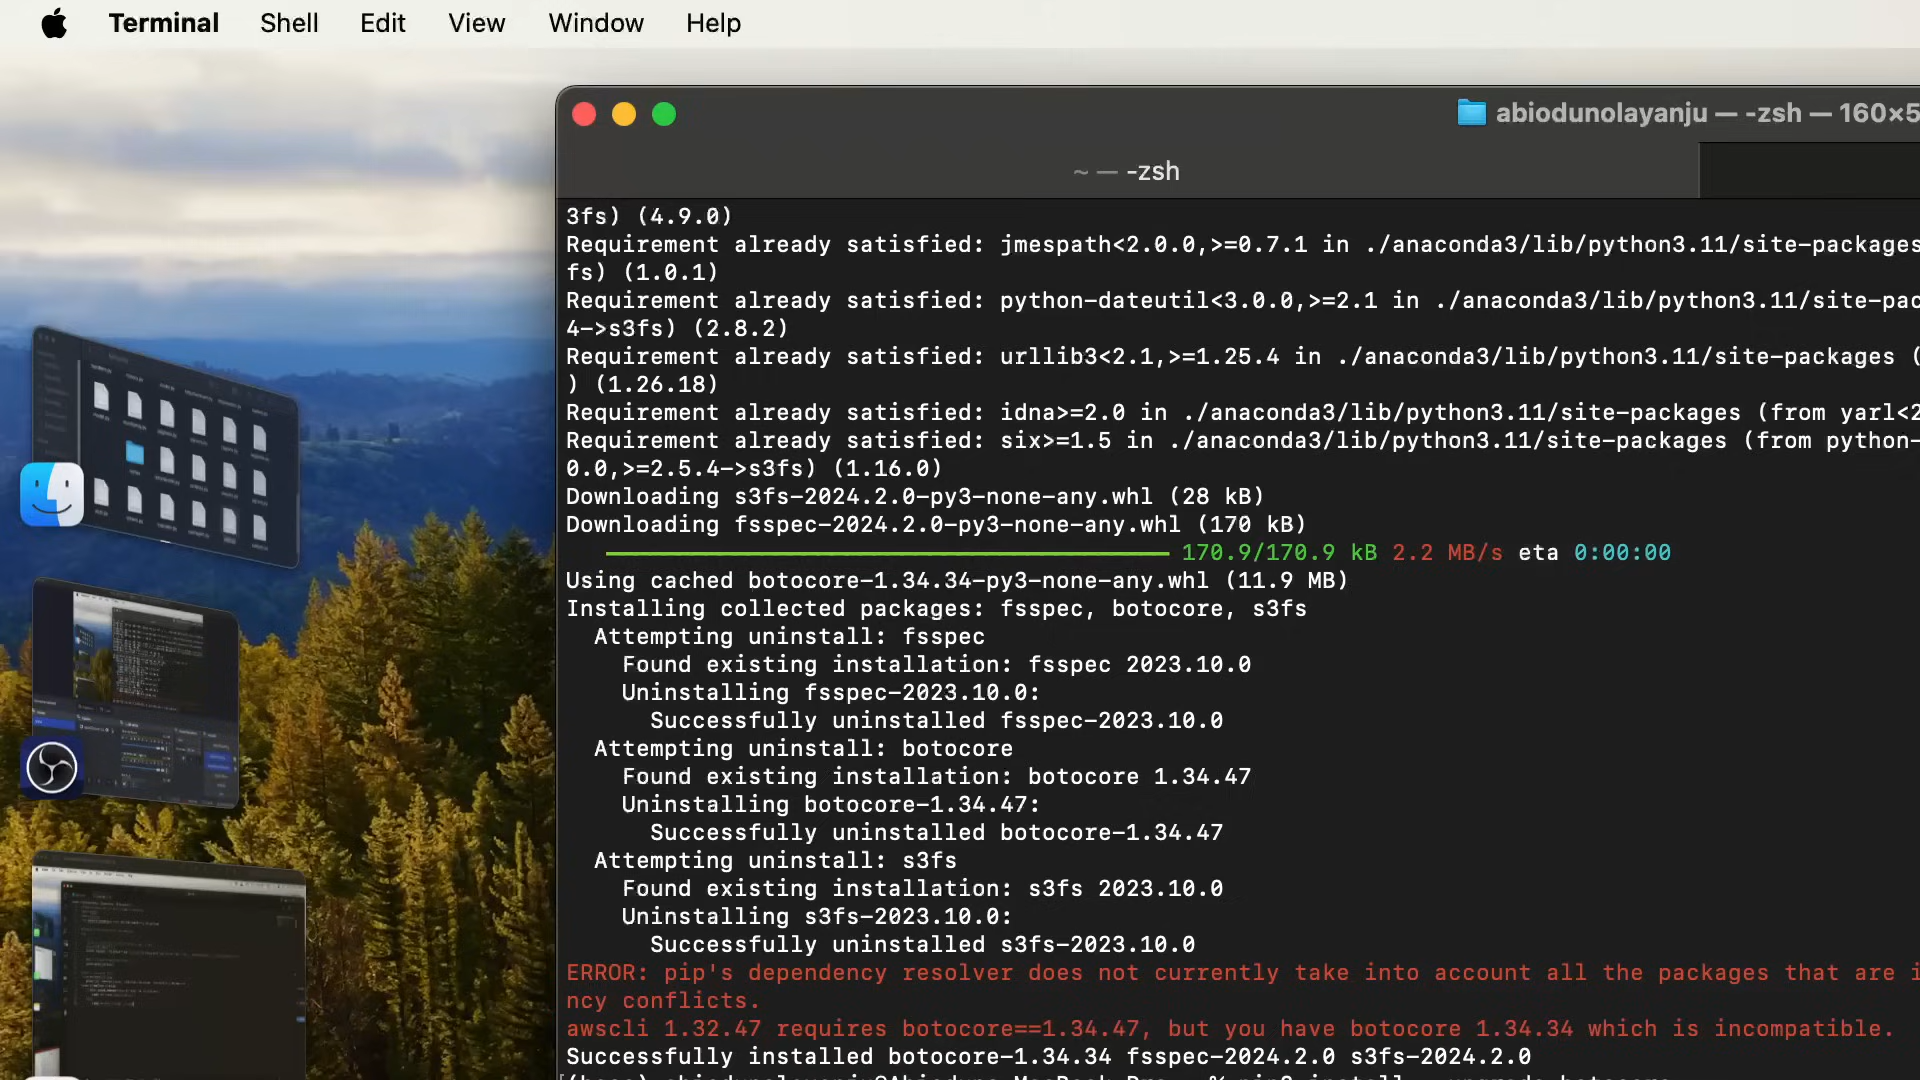 Terminal Shell Edit View Window Help
abiodunolayanju — -zsh — 160×5
~ — -zsh
3fs) (4.9.0)
Requirement already satisfied: jmespath<2.0.0,>=0.7.1 in ./anaconda3/lib/python3.11/site-packages
fs) (1.0.1)
Requirement already satisfied: python-dateutil<3.0.0,>=2.1 in ./anaconda3/lib/python3.11/site-pac
4->s3fs) (2.8.2)
Requirement already satisfied: urllib3<2.1,>=1.25.4 in ./anaconda3/lib/python3.11/site-packages (
) (1.26.18)
Requirement already satisfied: idna>=2.0 in ./anaconda3/lib/python3.11/site-packages (from yarl<2
Requirement already satisfied: six>=1.5 in ./anaconda3/lib/python3.11/site-packages (from python-
0.0,>=2.5.4->s3fs) (1.16.0)
Downloading s3fs-2024.2.0-py3-none-any.whl (28 kB)
Downloading fsspec-2024.2.0-py3-none-any.whl (170 kB)
170.9/170.9 kB 2.2 MB/s eta 0:00:00
Using cached botocore-1.34.34-py3-none-any.whl (11.9 MB)
Installing collected packages: fsspec, botocore, s3fs
Attempting uninstall: fsspec
Found existing installation: fsspec 2023.10.0
Uninstalling fsspec-2023.10.0:
Successfully uninstalled fsspec-2023.10.0
Attempting uninstall: botocore
Found existing installation: botocore 1.34.47
Uninstalling botocore-1.34.47:
Successfully uninstalled botocore-1.34.47
Attempting uninstall: s3fs
Found existing installation: s3fs 2023.10.0
Uninstalling s3fs-2023.10.0:
Successfully uninstalled s3fs-2023.10.0
ERROR: pip's dependency resolver does not currently take into account all the packages that are i
ncy conflicts.
awscli 1.32.47 requires botocore==1.34.47, but you have botocore 1.34.34 which is incompatible.
Successfully installed botocore-1.34.34 fsspec-2024.2.0 s3fs-2024.2.0